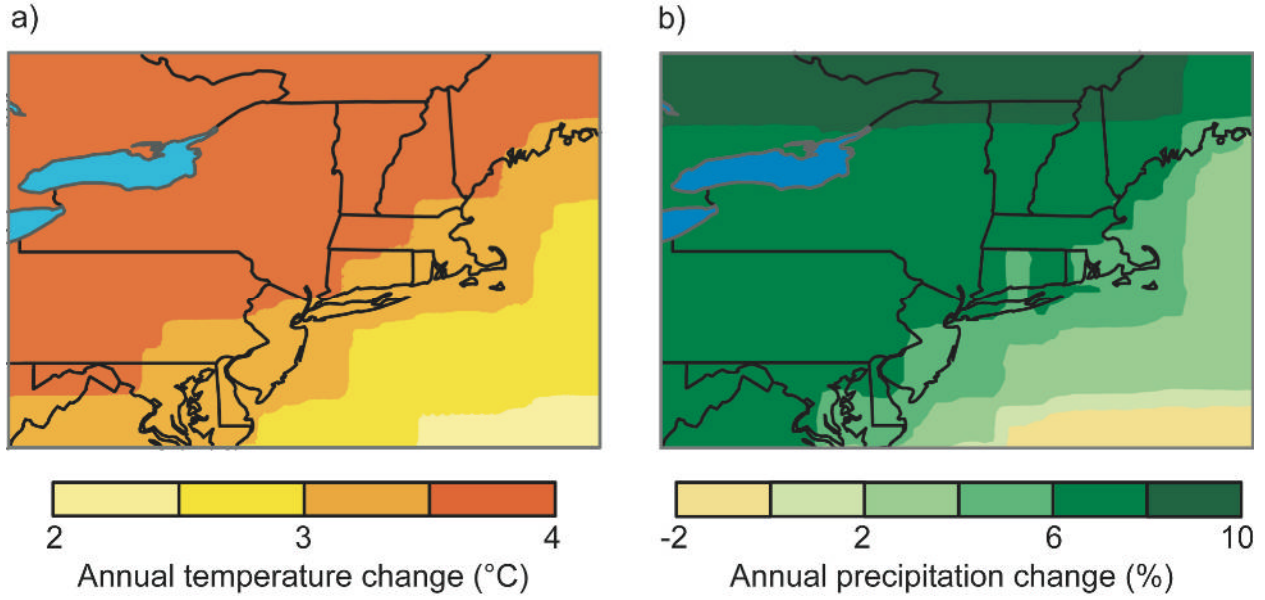 a)
b)
2 3 4
Annual temperature change (°C)
-2 2 6 10
Annual precipitation change (%)